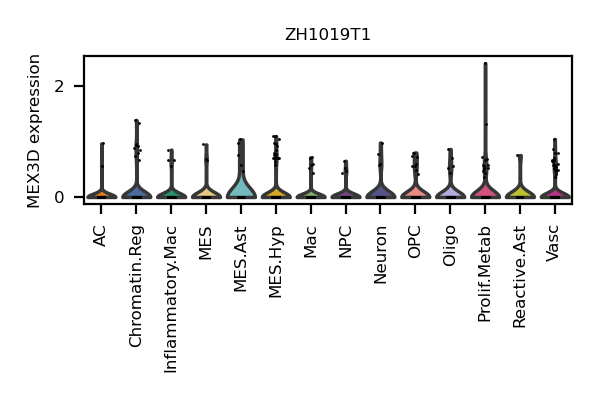 ZH1019T1
MEX3D expression
2
0
AC
Chromatin.Reg
Inflammatory.Mac
MES
MES.Ast
MES.Hyp
Mac
NPC
Neuron
OPC
Oligo
Prolif.Metab
Reactive.Ast
Vasc